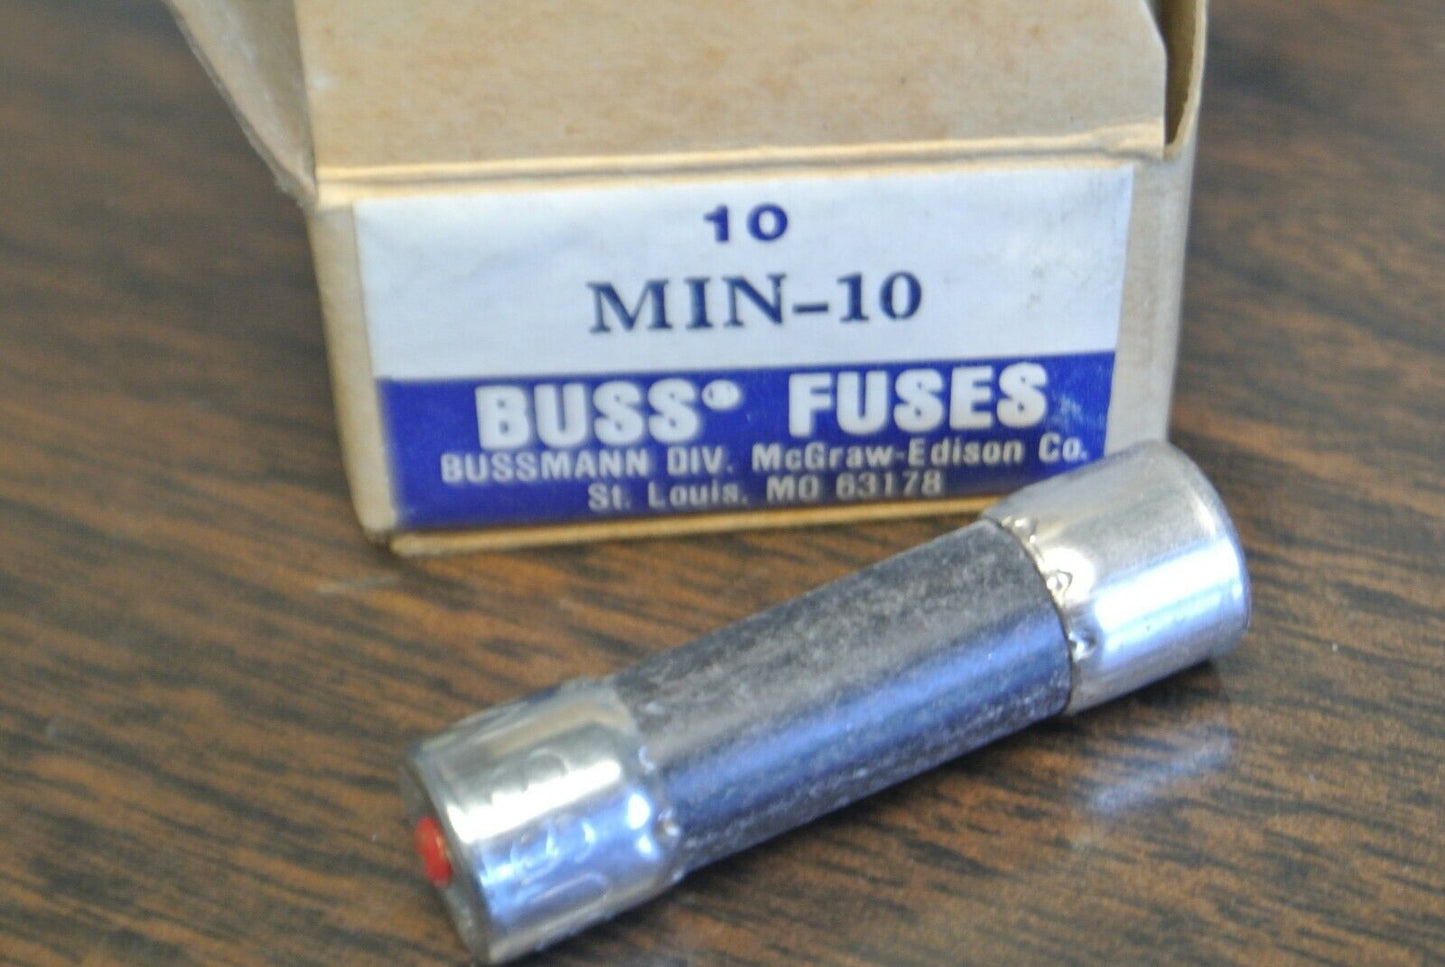 10
MIN-10
BUSS® FUSES
BUSSMANN DIV. McGraw-Edison Co.
St. Louis, MO 63178